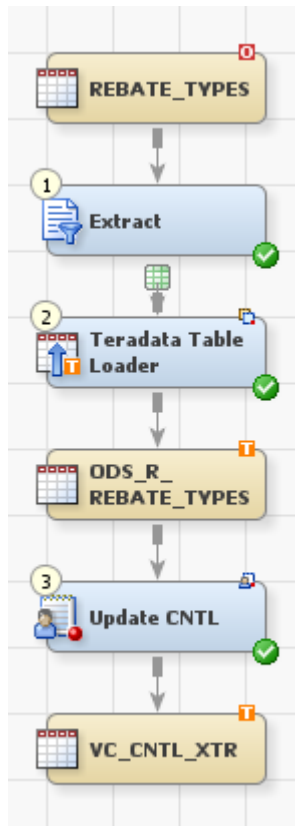 O
REBATE_TYPES
1
Extract
2
Teradata Table
Loader
T
T
ODS_R_
REBATE_TYPES
3
Update CNTL
T
VC_CNTL_XTR